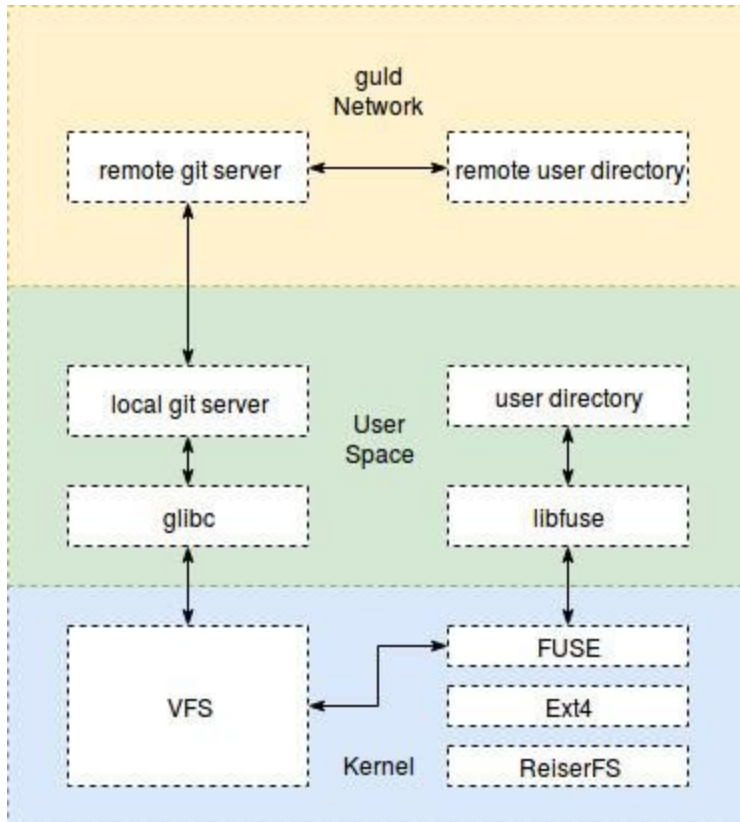 guld
Network
remote git server
remote user directory
local git server
user directory
User
Space
glibc
libfuse
VFS
FUSE
Ext4
Kernel
ReiserFS